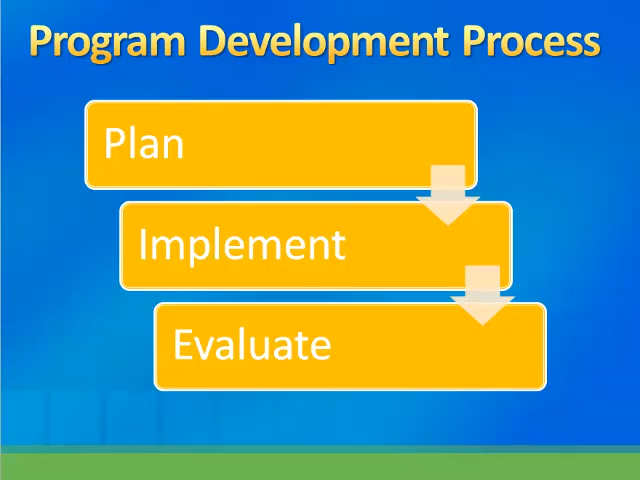 Program Development Process
Plan
Implement
Evaluate